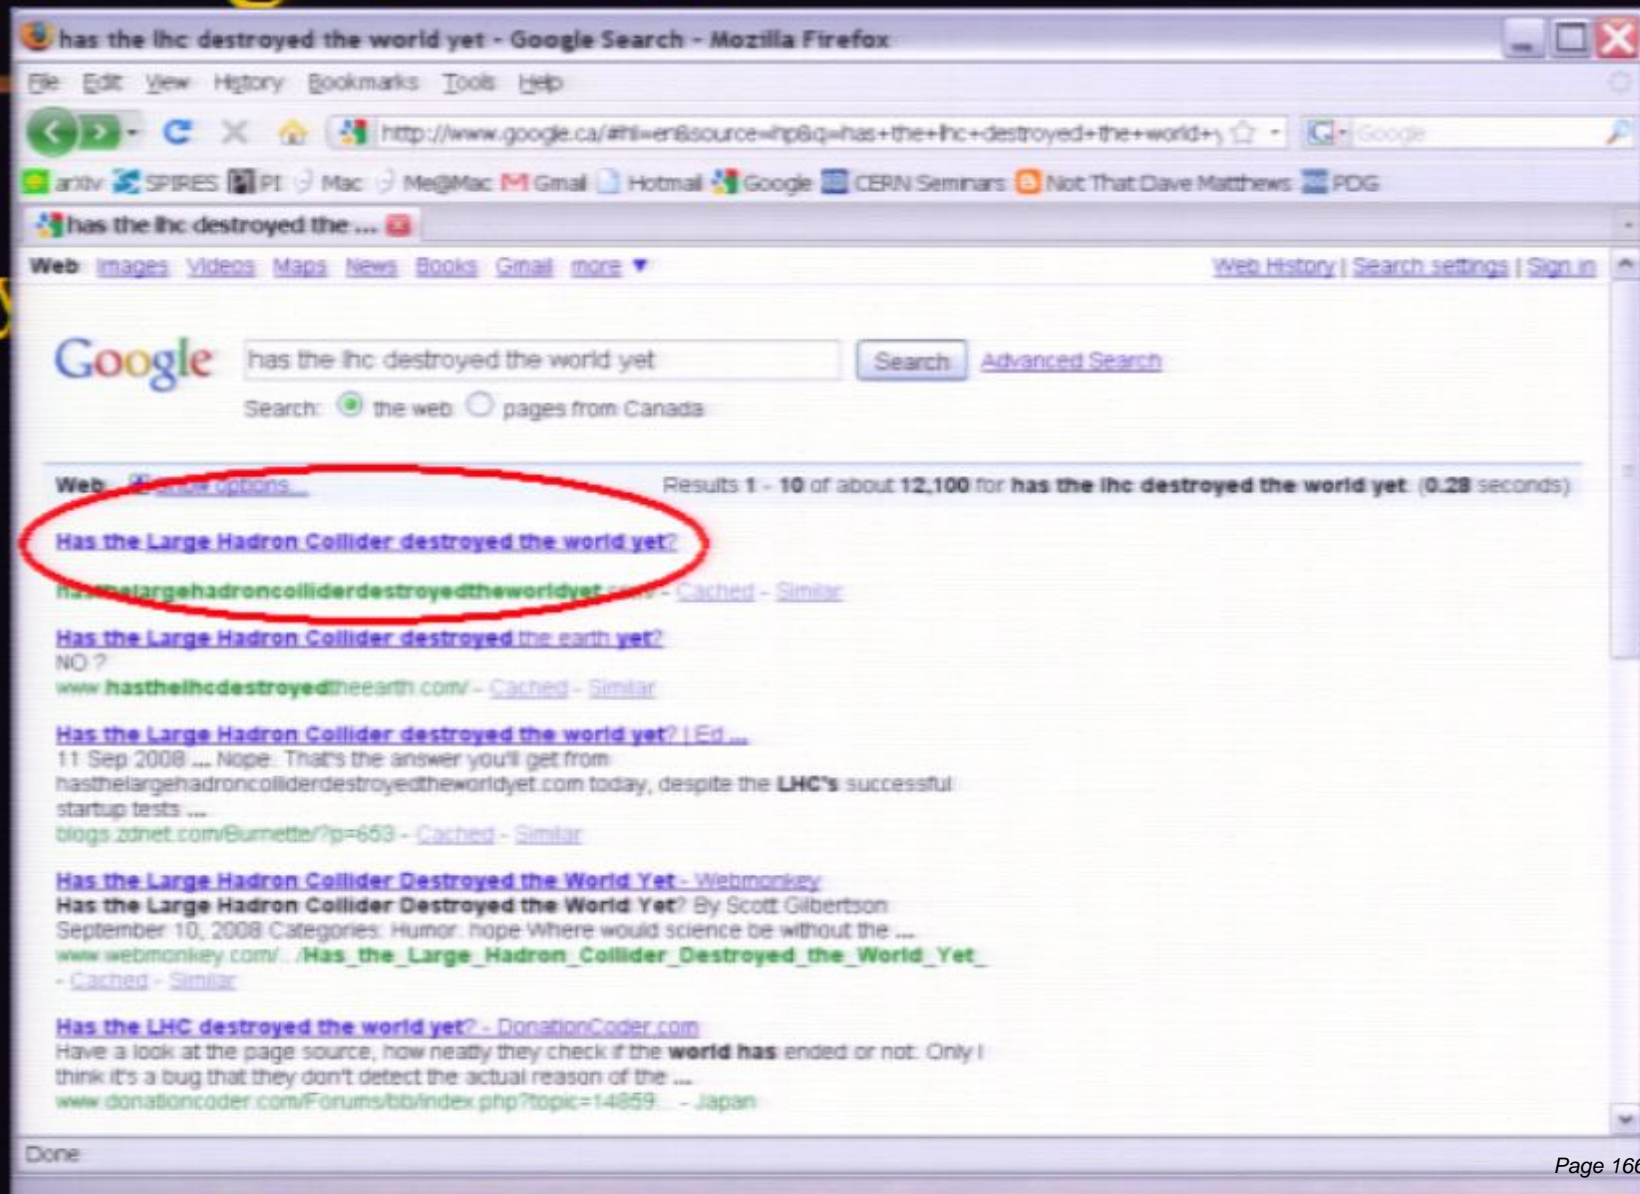 has the lhc destroyed the world yet - Google Search - Mozilla Firefox
File Edit View History Bookmarks Tools Help
http://www.google.ca/#hl=en&source=hp&q=has+the+lhc+destroyed+the+world+y Google
arXiv SPIRES PI Mac Me@Mac Gmail Hotmail Google CERN Seminars Not That Dave Matthews PDG
has the lhc destroyed the ...
Web Images Videos Maps News Books Gmail more ▼ Web History | Search settings | Sign in
Google has the lhc destroyed the world yet Search Advanced Search
Search: the web pages from Canada
Web Show options... Results 1 - 10 of about 12,100 for has the lhc destroyed the world yet. (0.28 seconds)
Has the Large Hadron Collider destroyed the world yet?
hasthelargehadroncolliderdestroyedtheworldyet.com/ - Cached - Similar
Has the Large Hadron Collider destroyed the earth yet?
NO ?
www.hasthelhcdestroyedtheearth.com/ - Cached - Similar
Has the Large Hadron Collider destroyed the world yet? | Ed ...
11 Sep 2008 ... Nope. That's the answer you'll get from
hasthelargehadroncolliderdestroyedtheworldyet.com today, despite the LHC's successful
startup tests ...
blogs.zdnet.com/Burnette/?p=653 - Cached - Similar
Has the Large Hadron Collider Destroyed the World Yet - Webmonkey
Has the Large Hadron Collider Destroyed the World Yet? By Scott Gilbertson
September 10, 2008 Categories: Humor. nope Where would science be without the ...
www.webmonkey.com/.../Has_the_Large_Hadron_Collider_Destroyed_the_World_Yet_
- Cached - Similar
Has the LHC destroyed the world yet? - DonationCoder.com
Have a look at the page source, how neatly they check if the world has ended or not. Only I
think it's a bug that they don't detect the actual reason of the ...
www.donationcoder.com/Forums/bb/index.php?topic=14859... - Japan
Done
Page 166